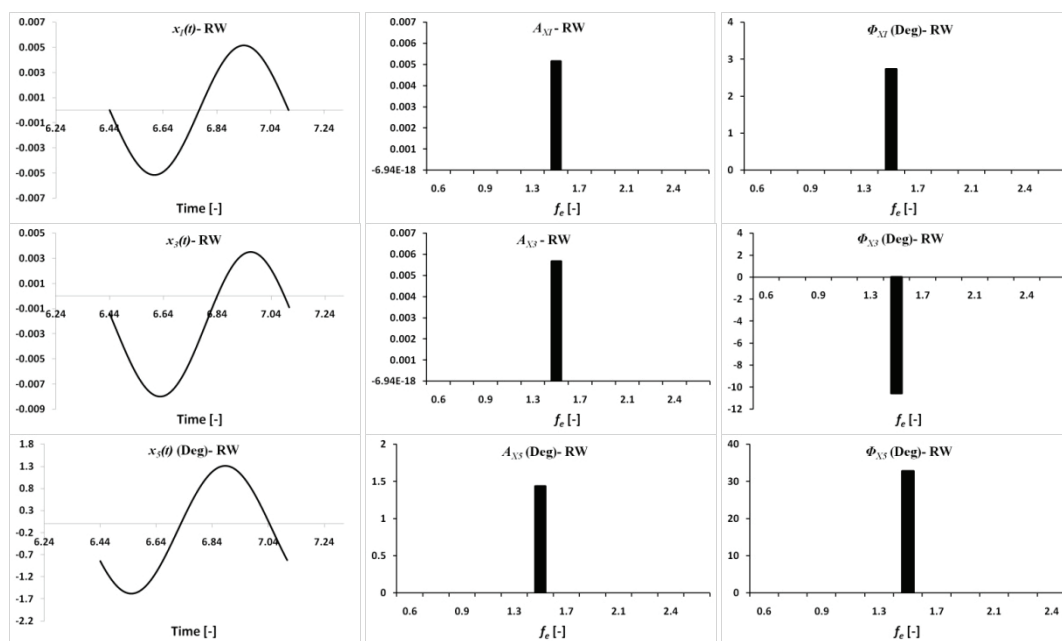 x1(t)- RW
0.007
0.005
0.003
0.001
-0.001
-0.003
-0.005
-0.007
6.24 6.44 6.64 6.84 7.04 7.24
Time [-]
AX1 - RW
0.007
0.006
0.005
0.004
0.003
0.002
0.001
-6.94E-18
0.6 0.9 1.3 1.7 2.1 2.4
fe [-]
ΦX1 (Deg)- RW
4
3
2
1
0
0.6 0.9 1.3 1.7 2.1 2.4
fe [-]
x3(t)- RW
0.005
0.003
0.001
-0.001
-0.003
-0.005
-0.007
-0.009
6.24 6.44 6.64 6.84 7.04 7.24
Time [-]
AX3 - RW
0.007
0.006
0.005
0.004
0.003
0.002
0.001
-6.94E-18
0.6 0.9 1.3 1.7 2.1 2.4
fe [-]
ΦX3 (Deg)- RW
4
2
0
-2
-4
-6
-8
-10
-12
0.6 0.9 1.3 1.7 2.1 2.4
fe [-]
x5(t) (Deg)- RW
1.8
1.3
0.8
0.3
-0.2
-0.7
-1.2
-1.7
-2.2
6.24 6.44 6.64 6.84 7.04 7.24
Time [-]
AX5 (Deg)- RW
2
1.5
1
0.5
0
0.6 0.9 1.3 1.7 2.1 2.4
fe [-]
ΦX5 (Deg)- RW
40
30
20
10
0
0.6 0.9 1.3 1.7 2.1 2.4
fe [-]